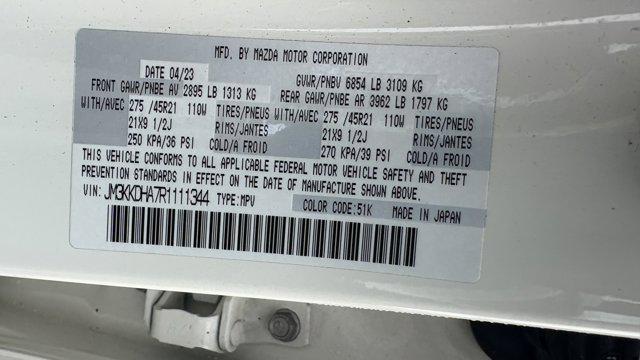 MFD. BY MAZDA MOTOR CORPORATION
DATE 04/23 GVWR/PNBV 6854 LB 3109 KG
FRONT GAWR/PNBE AV 2895 LB 1313 KG REAR GAWR/PNBE AR 3962 LB 1797 KG
WITH/AVEC 275 /45R21 110W TIRES/PNEUS WITH/AVEC 275 /45R21 110W TIRES/PNEUS
21X9 1/2J RIMS/JANTES 21X9 1/2J RIMS/JANTES
250 KPA/36 PSI COLD/A FROID 270 KPA/39 PSI COLD/A FROID
THIS VEHICLE CONFORMS TO ALL APPLICABLE FEDERAL MOTOR VEHICLE SAFETY AND THEFT
PREVENTION STANDARDS IN EFFECT ON THE DATE OF MANUFACTURE SHOWN ABOVE.
VIN: JM3KKDHA7R1111344 TYPE:MPV COLOR CODE:51K MADE IN JAPAN